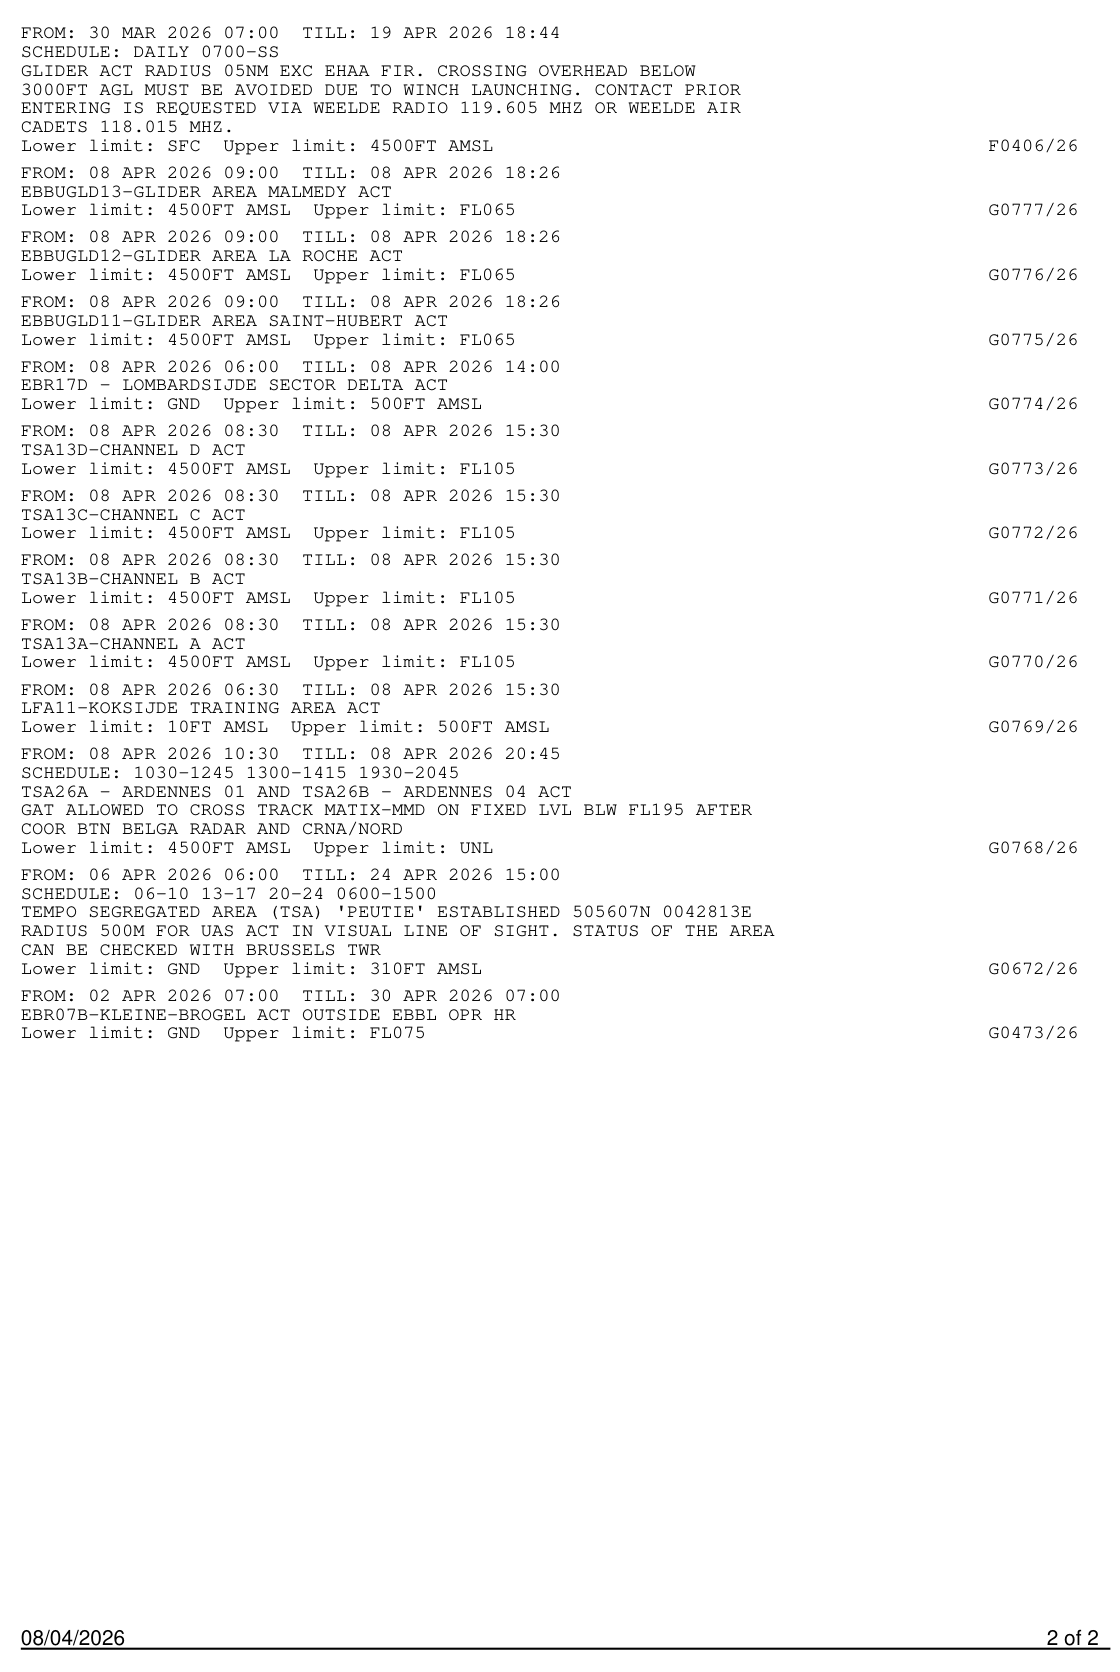 FROM: 30 MAR 2026 07:00  TILL: 19 APR 2026 18:44
SCHEDULE: DAILY 0700-SS
GLIDER ACT RADIUS 05NM EXC EHAA FIR. CROSSING OVERHEAD BELOW
3000FT AGL MUST BE AVOIDED DUE TO WINCH LAUNCHING. CONTACT PRIOR
ENTERING IS REQUESTED VIA WEELDE RADIO 119.605 MHZ OR WEELDE AIR
CADETS 118.015 MHZ.
Lower limit: SFC  Upper limit: 4500FT AMSL F0406/26
FROM: 08 APR 2026 09:00  TILL: 08 APR 2026 18:26
EBBUGLD13-GLIDER AREA MALMEDY ACT
Lower limit: 4500FT AMSL  Upper limit: FL065 G0777/26
FROM: 08 APR 2026 09:00  TILL: 08 APR 2026 18:26
EBBUGLD12-GLIDER AREA LA ROCHE ACT
Lower limit: 4500FT AMSL  Upper limit: FL065 G0776/26
FROM: 08 APR 2026 09:00  TILL: 08 APR 2026 18:26
EBBUGLD11-GLIDER AREA SAINT-HUBERT ACT
Lower limit: 4500FT AMSL  Upper limit: FL065 G0775/26
FROM: 08 APR 2026 06:00  TILL: 08 APR 2026 14:00
EBR17D - LOMBARDSIJDE SECTOR DELTA ACT
Lower limit: GND  Upper limit: 500FT AMSL G0774/26
FROM: 08 APR 2026 08:30  TILL: 08 APR 2026 15:30
TSA13D-CHANNEL D ACT
Lower limit: 4500FT AMSL  Upper limit: FL105 G0773/26
FROM: 08 APR 2026 08:30  TILL: 08 APR 2026 15:30
TSA13C-CHANNEL C ACT
Lower limit: 4500FT AMSL  Upper limit: FL105 G0772/26
FROM: 08 APR 2026 08:30  TILL: 08 APR 2026 15:30
TSA13B-CHANNEL B ACT
Lower limit: 4500FT AMSL  Upper limit: FL105 G0771/26
FROM: 08 APR 2026 08:30  TILL: 08 APR 2026 15:30
TSA13A-CHANNEL A ACT
Lower limit: 4500FT AMSL  Upper limit: FL105 G0770/26
FROM: 08 APR 2026 06:30  TILL: 08 APR 2026 15:30
LFA11-KOKSIJDE TRAINING AREA ACT
Lower limit: 10FT AMSL  Upper limit: 500FT AMSL G0769/26
FROM: 08 APR 2026 10:30  TILL: 08 APR 2026 20:45
SCHEDULE: 1030-1245 1300-1415 1930-2045
TSA26A - ARDENNES 01 AND TSA26B - ARDENNES 04 ACT
GAT ALLOWED TO CROSS TRACK MATIX-MMD ON FIXED LVL BLW FL195 AFTER
COOR BTN BELGA RADAR AND CRNA/NORD
Lower limit: 4500FT AMSL  Upper limit: UNL G0768/26
FROM: 06 APR 2026 06:00  TILL: 24 APR 2026 15:00
SCHEDULE: 06-10 13-17 20-24 0600-1500
TEMPO SEGREGATED AREA (TSA) 'PEUTIE' ESTABLISHED 505607N 0042813E
RADIUS 500M FOR UAS ACT IN VISUAL LINE OF SIGHT. STATUS OF THE AREA
CAN BE CHECKED WITH BRUSSELS TWR
Lower limit: GND  Upper limit: 310FT AMSL G0672/26
FROM: 02 APR 2026 07:00  TILL: 30 APR 2026 07:00
EBR07B-KLEINE-BROGEL ACT OUTSIDE EBBL OPR HR
Lower limit: GND  Upper limit: FL075 G0473/26
08/04/2026 2 of 2